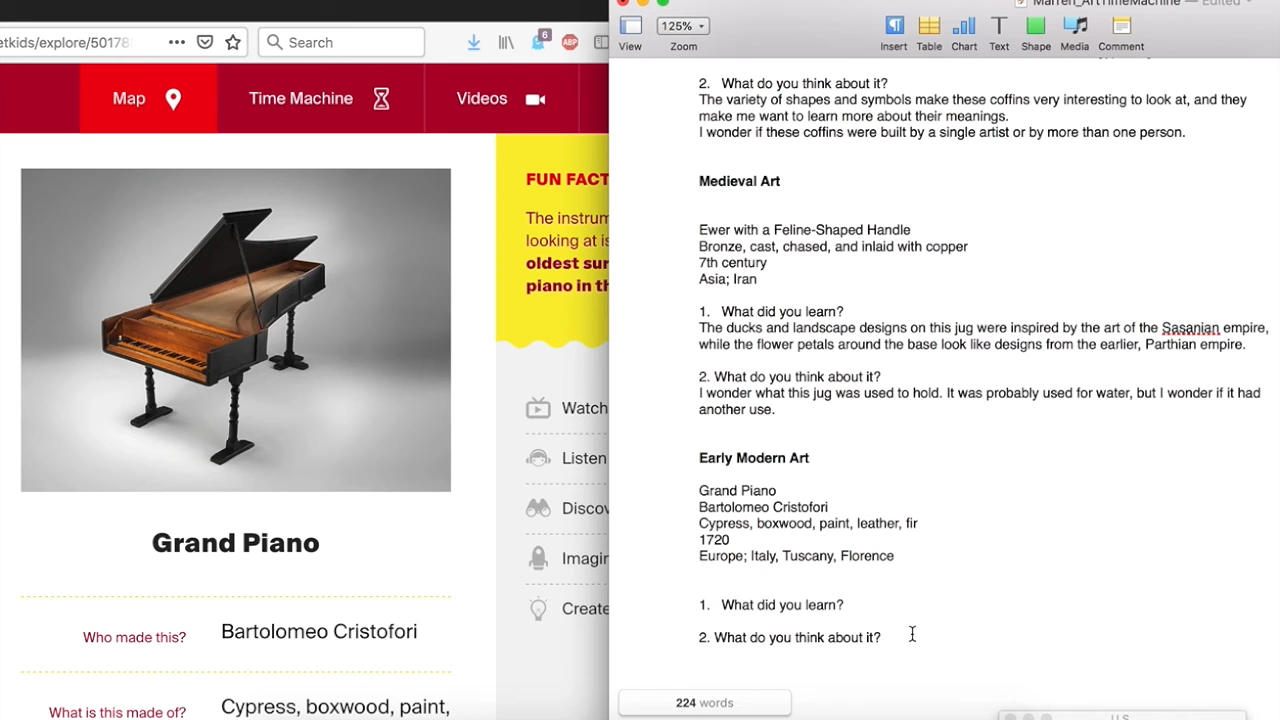 etkids/explore/50178
Search
6
ABP
Map
Time Machine
Videos
FUN FACT
The instrum
looking at is
oldest sur
piano in th
Watch
Listen
Discov
Imagin
Create
Grand Piano
Who made this? Bartolomeo Cristofori
What is this made of? Cypress, boxwood, paint,
Marren_ArtTimeMachine — Edited
125%
View
Zoom
Insert
Table
Chart
Text
Shape
Media
Comment
2. What do you think about it?
The variety of shapes and symbols make these coffins very interesting to look at, and they
make me want to learn more about their meanings.
I wonder if these coffins were built by a single artist or by more than one person.
Medieval Art
Ewer with a Feline-Shaped Handle
Bronze, cast, chased, and inlaid with copper
7th century
Asia; Iran
1. What did you learn?
The ducks and landscape designs on this jug were inspired by the art of the Sasanian empire,
while the flower petals around the base look like designs from the earlier, Parthian empire.
2. What do you think about it?
I wonder what this jug was used to hold. It was probably used for water, but I wonder if it had
another use.
Early Modern Art
Grand Piano
Bartolomeo Cristofori
Cypress, boxwood, paint, leather, fir
1720
Europe; Italy, Tuscany, Florence
1. What did you learn?
2. What do you think about it?
224 words
U.S.